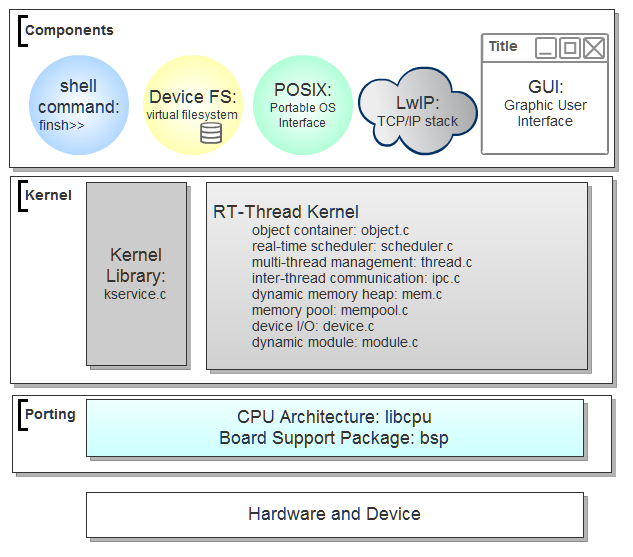 Components
shell
command:
finsh>>
Device FS:
virtual filesystem
POSIX:
Portable OS
Interface
LwIP:
TCP/IP stack
Title
GUI:
Graphic User
Interface
Kernel
Kernel
Library:
kservice.c
RT-Thread Kernel
object container: object.c
real-time scheduler: scheduler.c
multi-thread management: thread.c
inter-thread communication: ipc.c
dynamic memory heap: mem.c
memory pool: mempool.c
device I/O: device.c
dynamic module: module.c
Porting
CPU Architecture: libcpu
Board Support Package: bsp
Hardware and Device